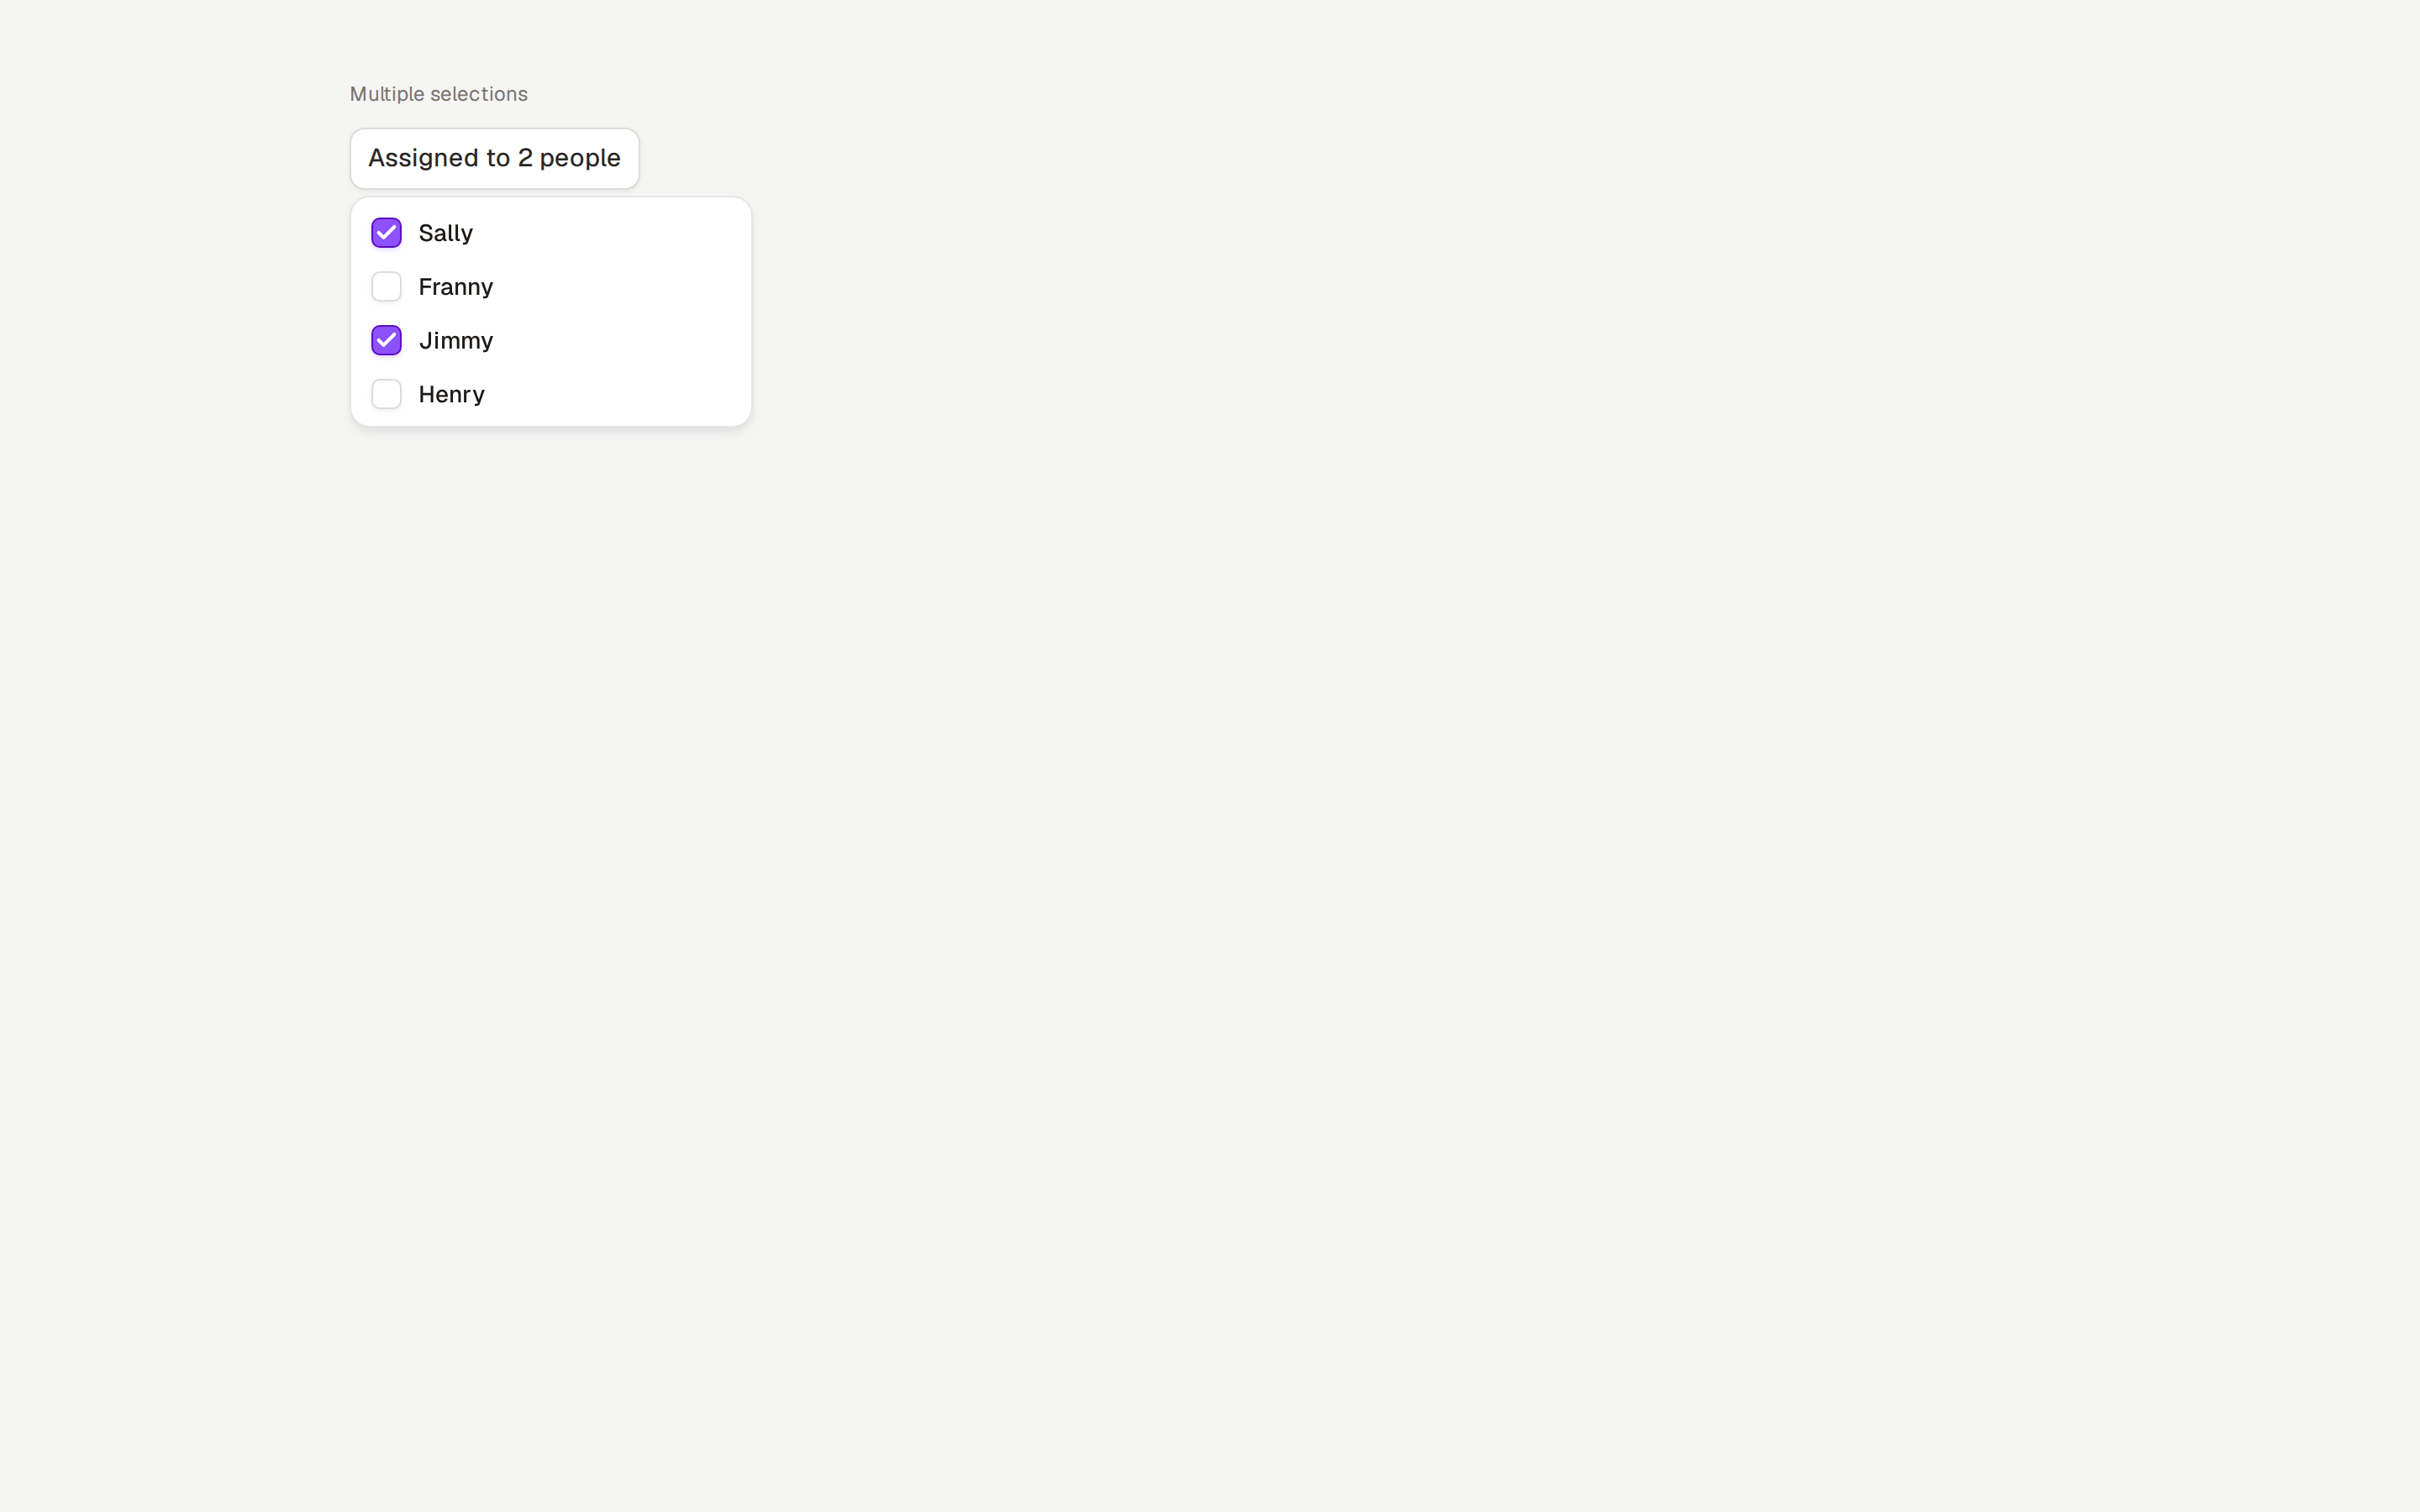 Multiple selections
Assigned to 2 people
Sally
Franny
Jimmy
Henry